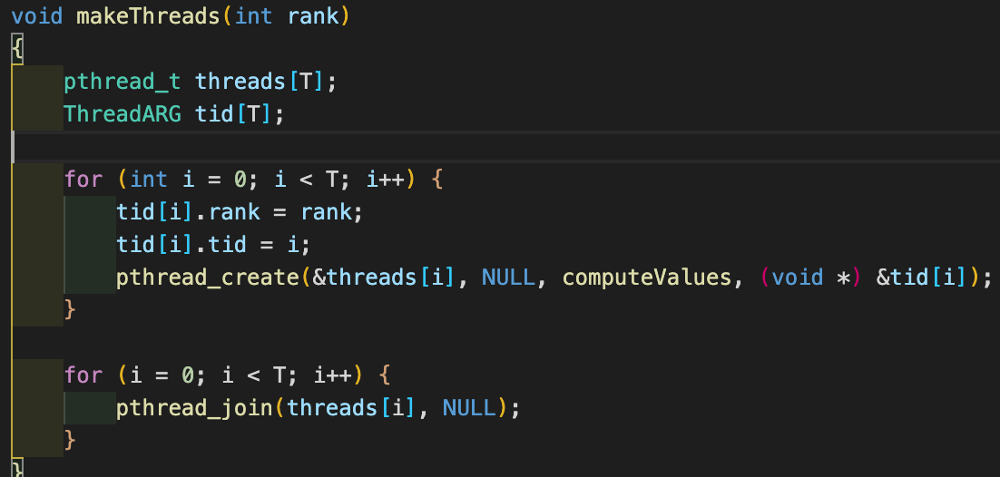 void makeThreads(int rank)
{
    pthread_t threads[T];
    ThreadARG tid[T];

    for (int i = 0; i < T; i++) {
        tid[i].rank = rank;
        tid[i].tid = i;
        pthread_create(&threads[i], NULL, computeValues, (void *) &tid[i]);
    }

    for (i = 0; i < T; i++) {
        pthread_join(threads[i], NULL);
    }
}